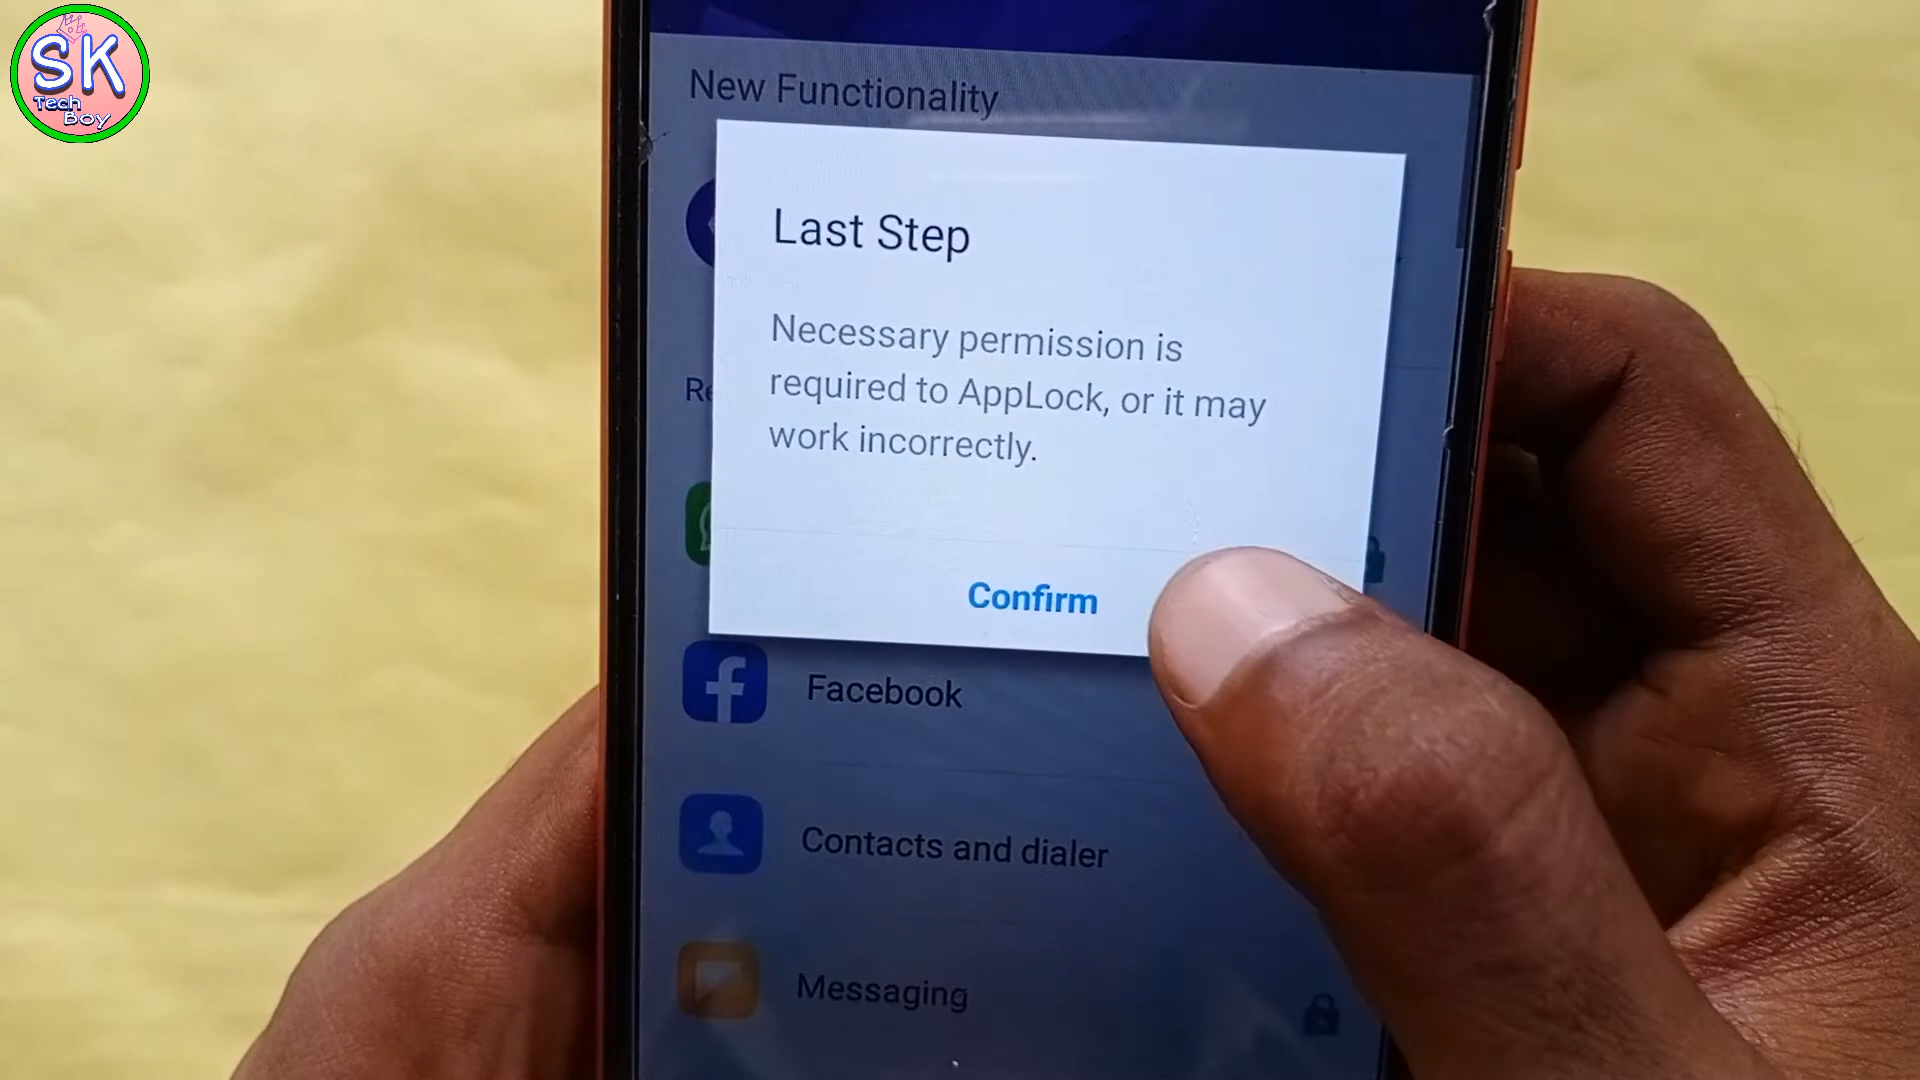 SK
Tech
Boy
New Functionality
Last Step
Necessary permission is
required to AppLock, or it may
work incorrectly.
Confirm
Facebook
Contacts and dialer
Messaging